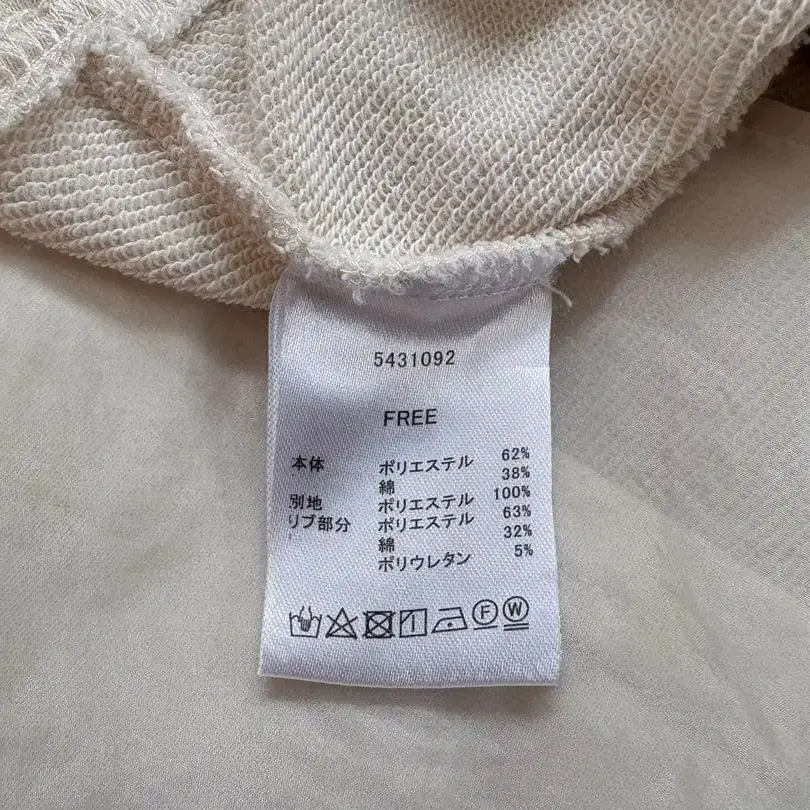 5431092
FREE
本体 ポリエステル 62%
綿 38%
別地 ポリエステル 100%
リブ部分 ポリエステル 63%
綿 32%
ポリウレタン 5%
F W